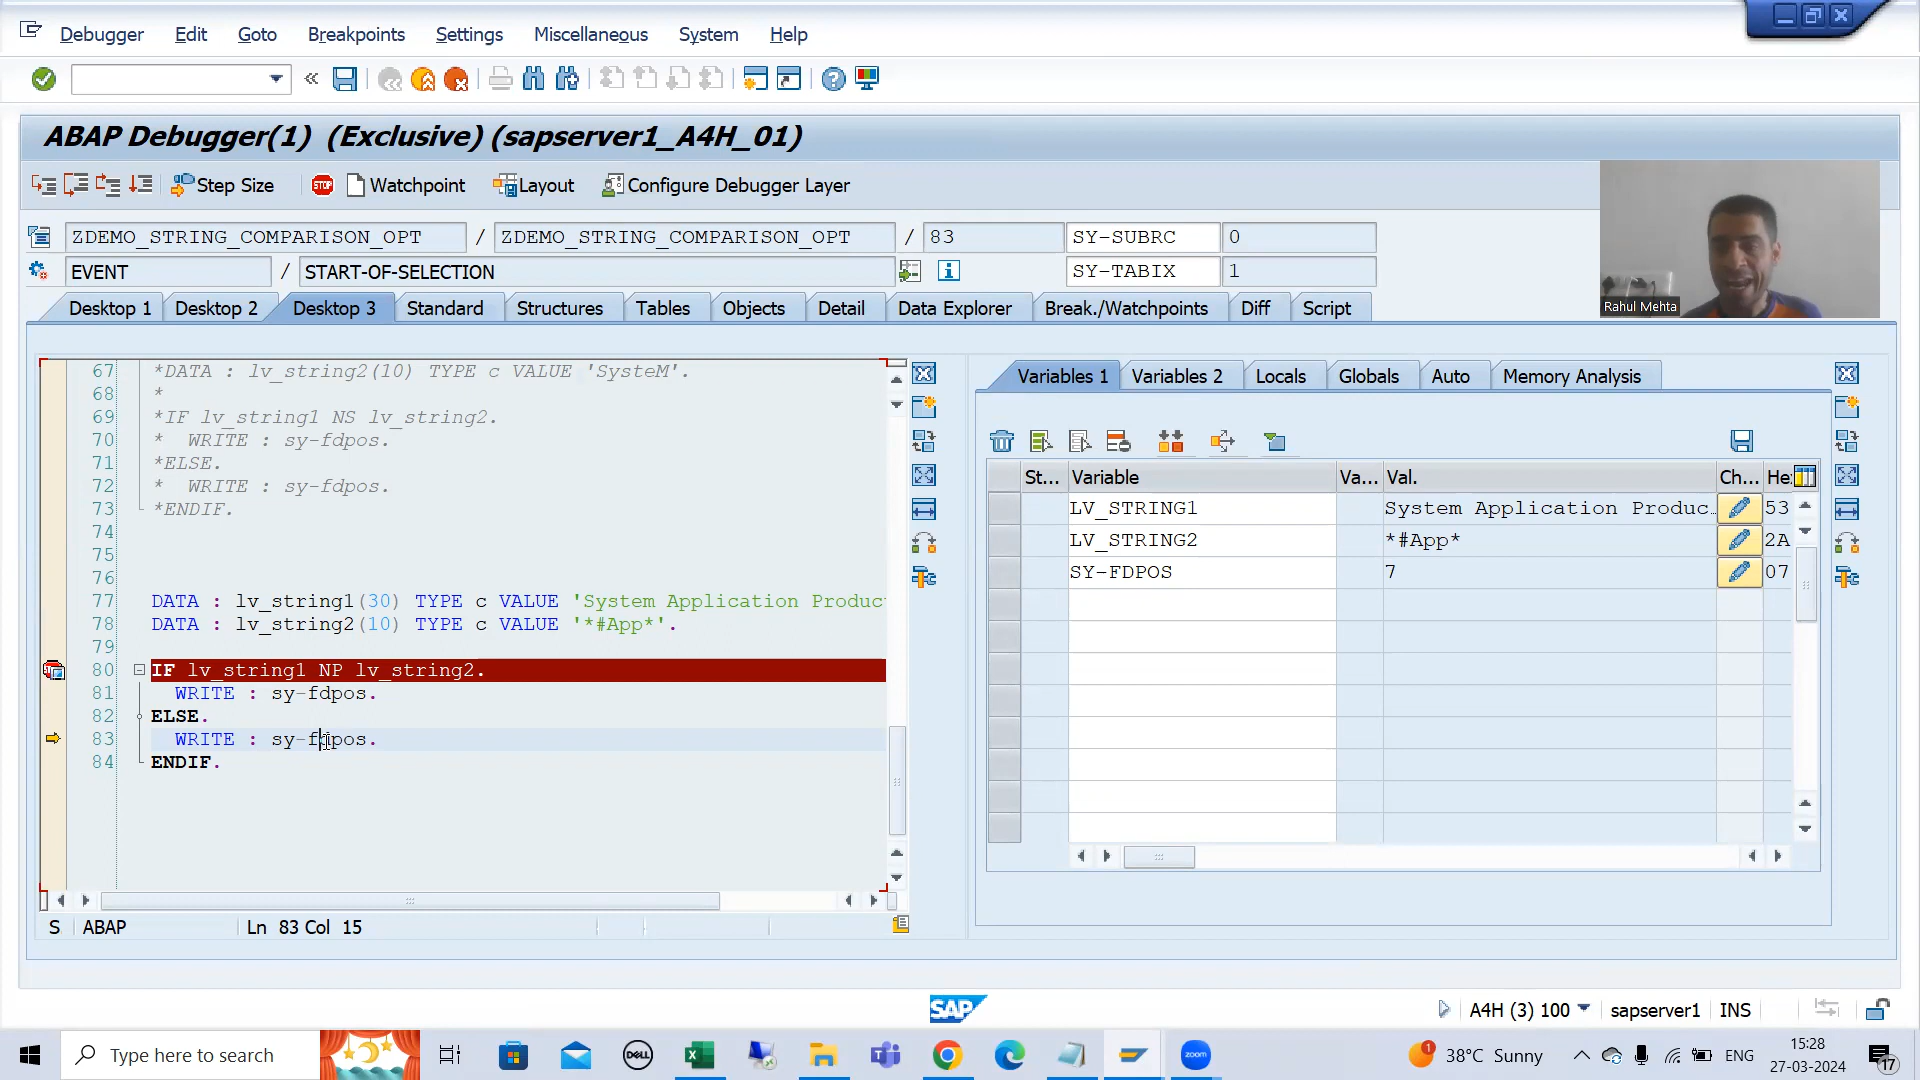 Debugger Edit Goto Breakpoints Settings Miscellaneous System Help
ABAP Debugger(1) (Exclusive) (sapserver1_A4H_01)
Step Size STOP Watchpoint Layout Configure Debugger Layer
ZDEMO_STRING_COMPARISON_OPT / ZDEMO_STRING_COMPARISON_OPT / 83 SY-SUBRC 0
EVENT / START-OF-SELECTION SY-TABIX 1
Rahul Mehta
Desktop 1 Desktop 2 Desktop 3 Standard Structures Tables Objects Detail Data Explorer Break./Watchpoints Diff Script
67 *DATA : lv_string2(10) TYPE c VALUE 'SysteM'.
68 *
69 *IF lv_string1 NS lv_string2.
70 * WRITE : sy-fdpos.
71 *ELSE.
72 * WRITE : sy-fdpos.
73 *ENDIF.
74
75
76
77 DATA : lv_string1(30) TYPE c VALUE 'System Application Produc
78 DATA : lv_string2(10) TYPE c VALUE '*#App*'.
79
80 IF lv_string1 NP lv_string2.
81 WRITE : sy-fdpos.
82 ELSE.
83 WRITE : sy-fdpos.
84 ENDIF.
S ABAP Ln 83 Col 15
Variables 1 Variables 2 Locals Globals Auto Memory Analysis
St... Variable Va... Val. Ch... He
LV_STRING1 System Application Produc... 53
LV_STRING2 *#App* 2A
SY-FDPOS 7 07
SAP
A4H (3) 100 sapserver1 INS
Type here to search
DELL
zoom
1 38°C Sunny ENG 15:28
27-03-2024 17